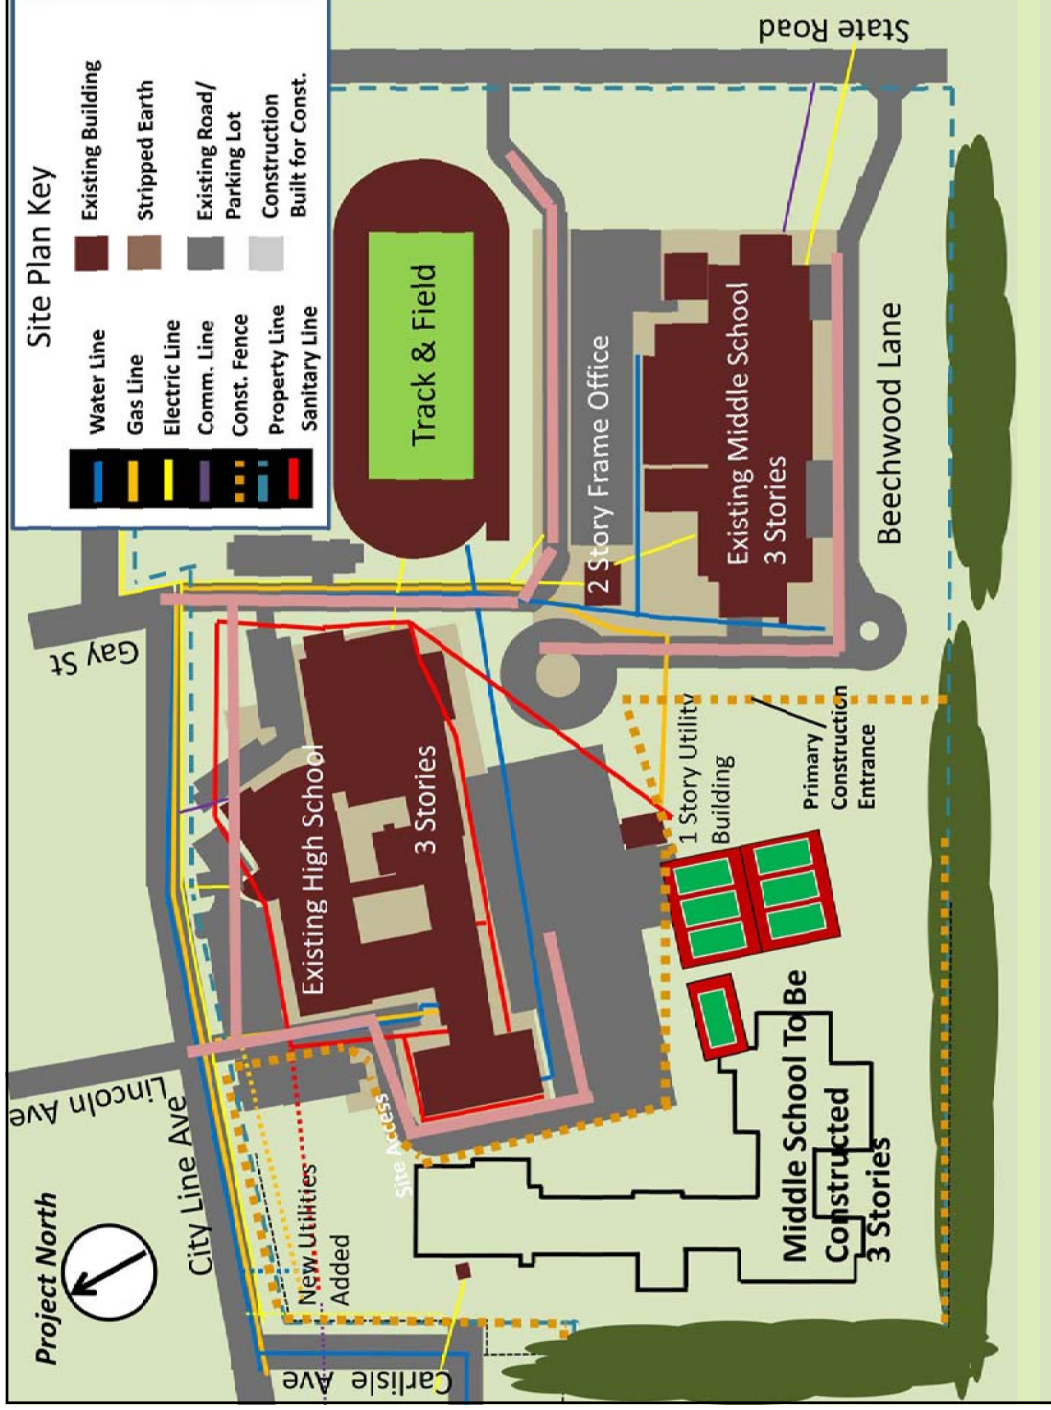 Site Plan Key
Water Line
Gas Line
Electric Line
Comm. Line
Const. Fence
Property Line
Sanitary Line
Existing Building
Stripped Earth
Existing Road/
Parking Lot
Construction
Built for Const.
Project North
City Line Ave
Lincoln Ave
Gay St
Carlisle Ave
State Road
Beechwood Lane
Track & Field
Existing High School
3 Stories
2 Story Frame Office
Existing Middle School
3 Stories
1 Story Utility
Building
Primary
Construction
Entrance
Site Access
New Utilities
Added
Middle School To Be
Constructed
3 Stories